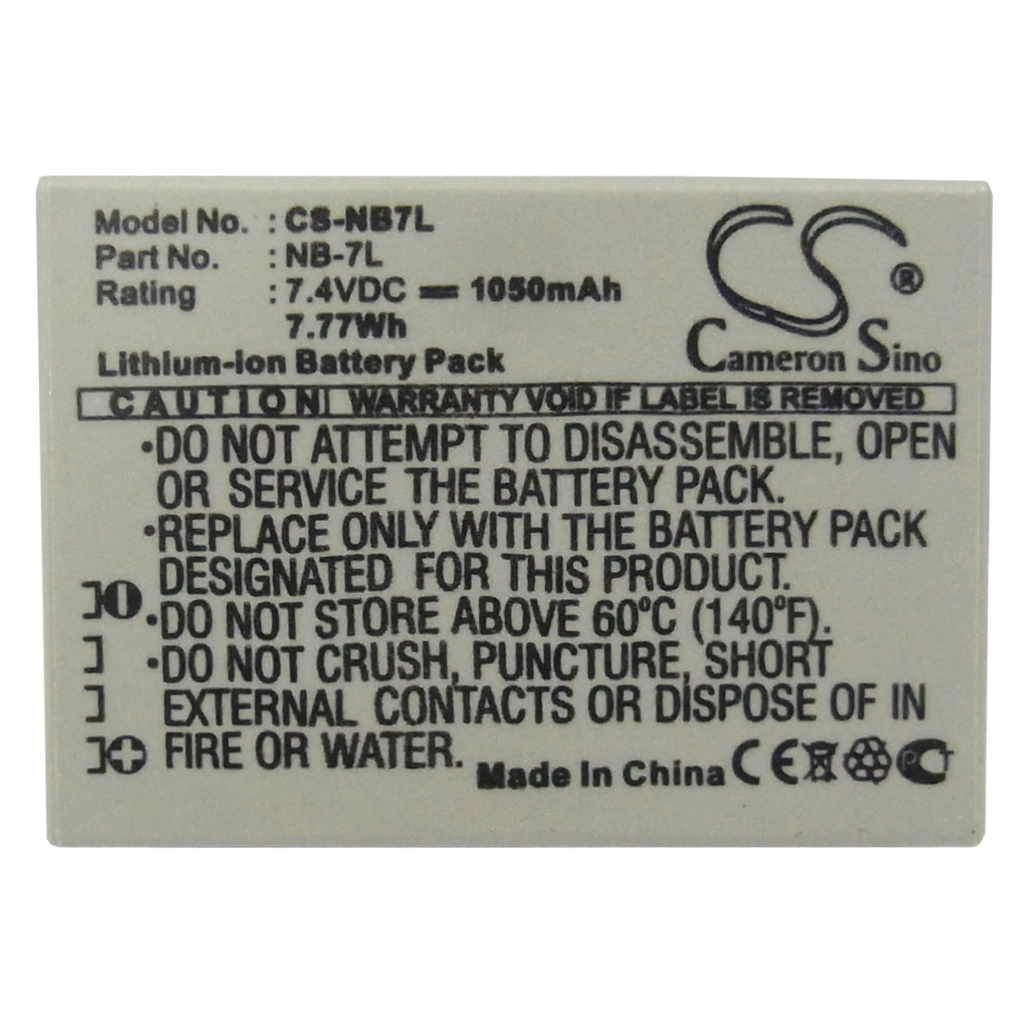 Model No. : CS-NB7L
Part No. : NB-7L
Rating : 7.4VDC ⎓ 1050mAh
7.77Wh
Lithium-ion Battery Pack
CS ®
Cameron Sino
CAUTION! WARRANTY VOID IF LABEL IS REMOVED
•DO NOT ATTEMPT TO DISASSEMBLE, OPEN
OR SERVICE THE BATTERY PACK.
•REPLACE ONLY WITH THE BATTERY PACK
DESIGNATED FOR THIS PRODUCT.
•DO NOT STORE ABOVE 60°C (140°F).
•DO NOT CRUSH, PUNCTURE, SHORT
EXTERNAL CONTACTS OR DISPOSE OF IN
FIRE OR WATER.
Made In China CE